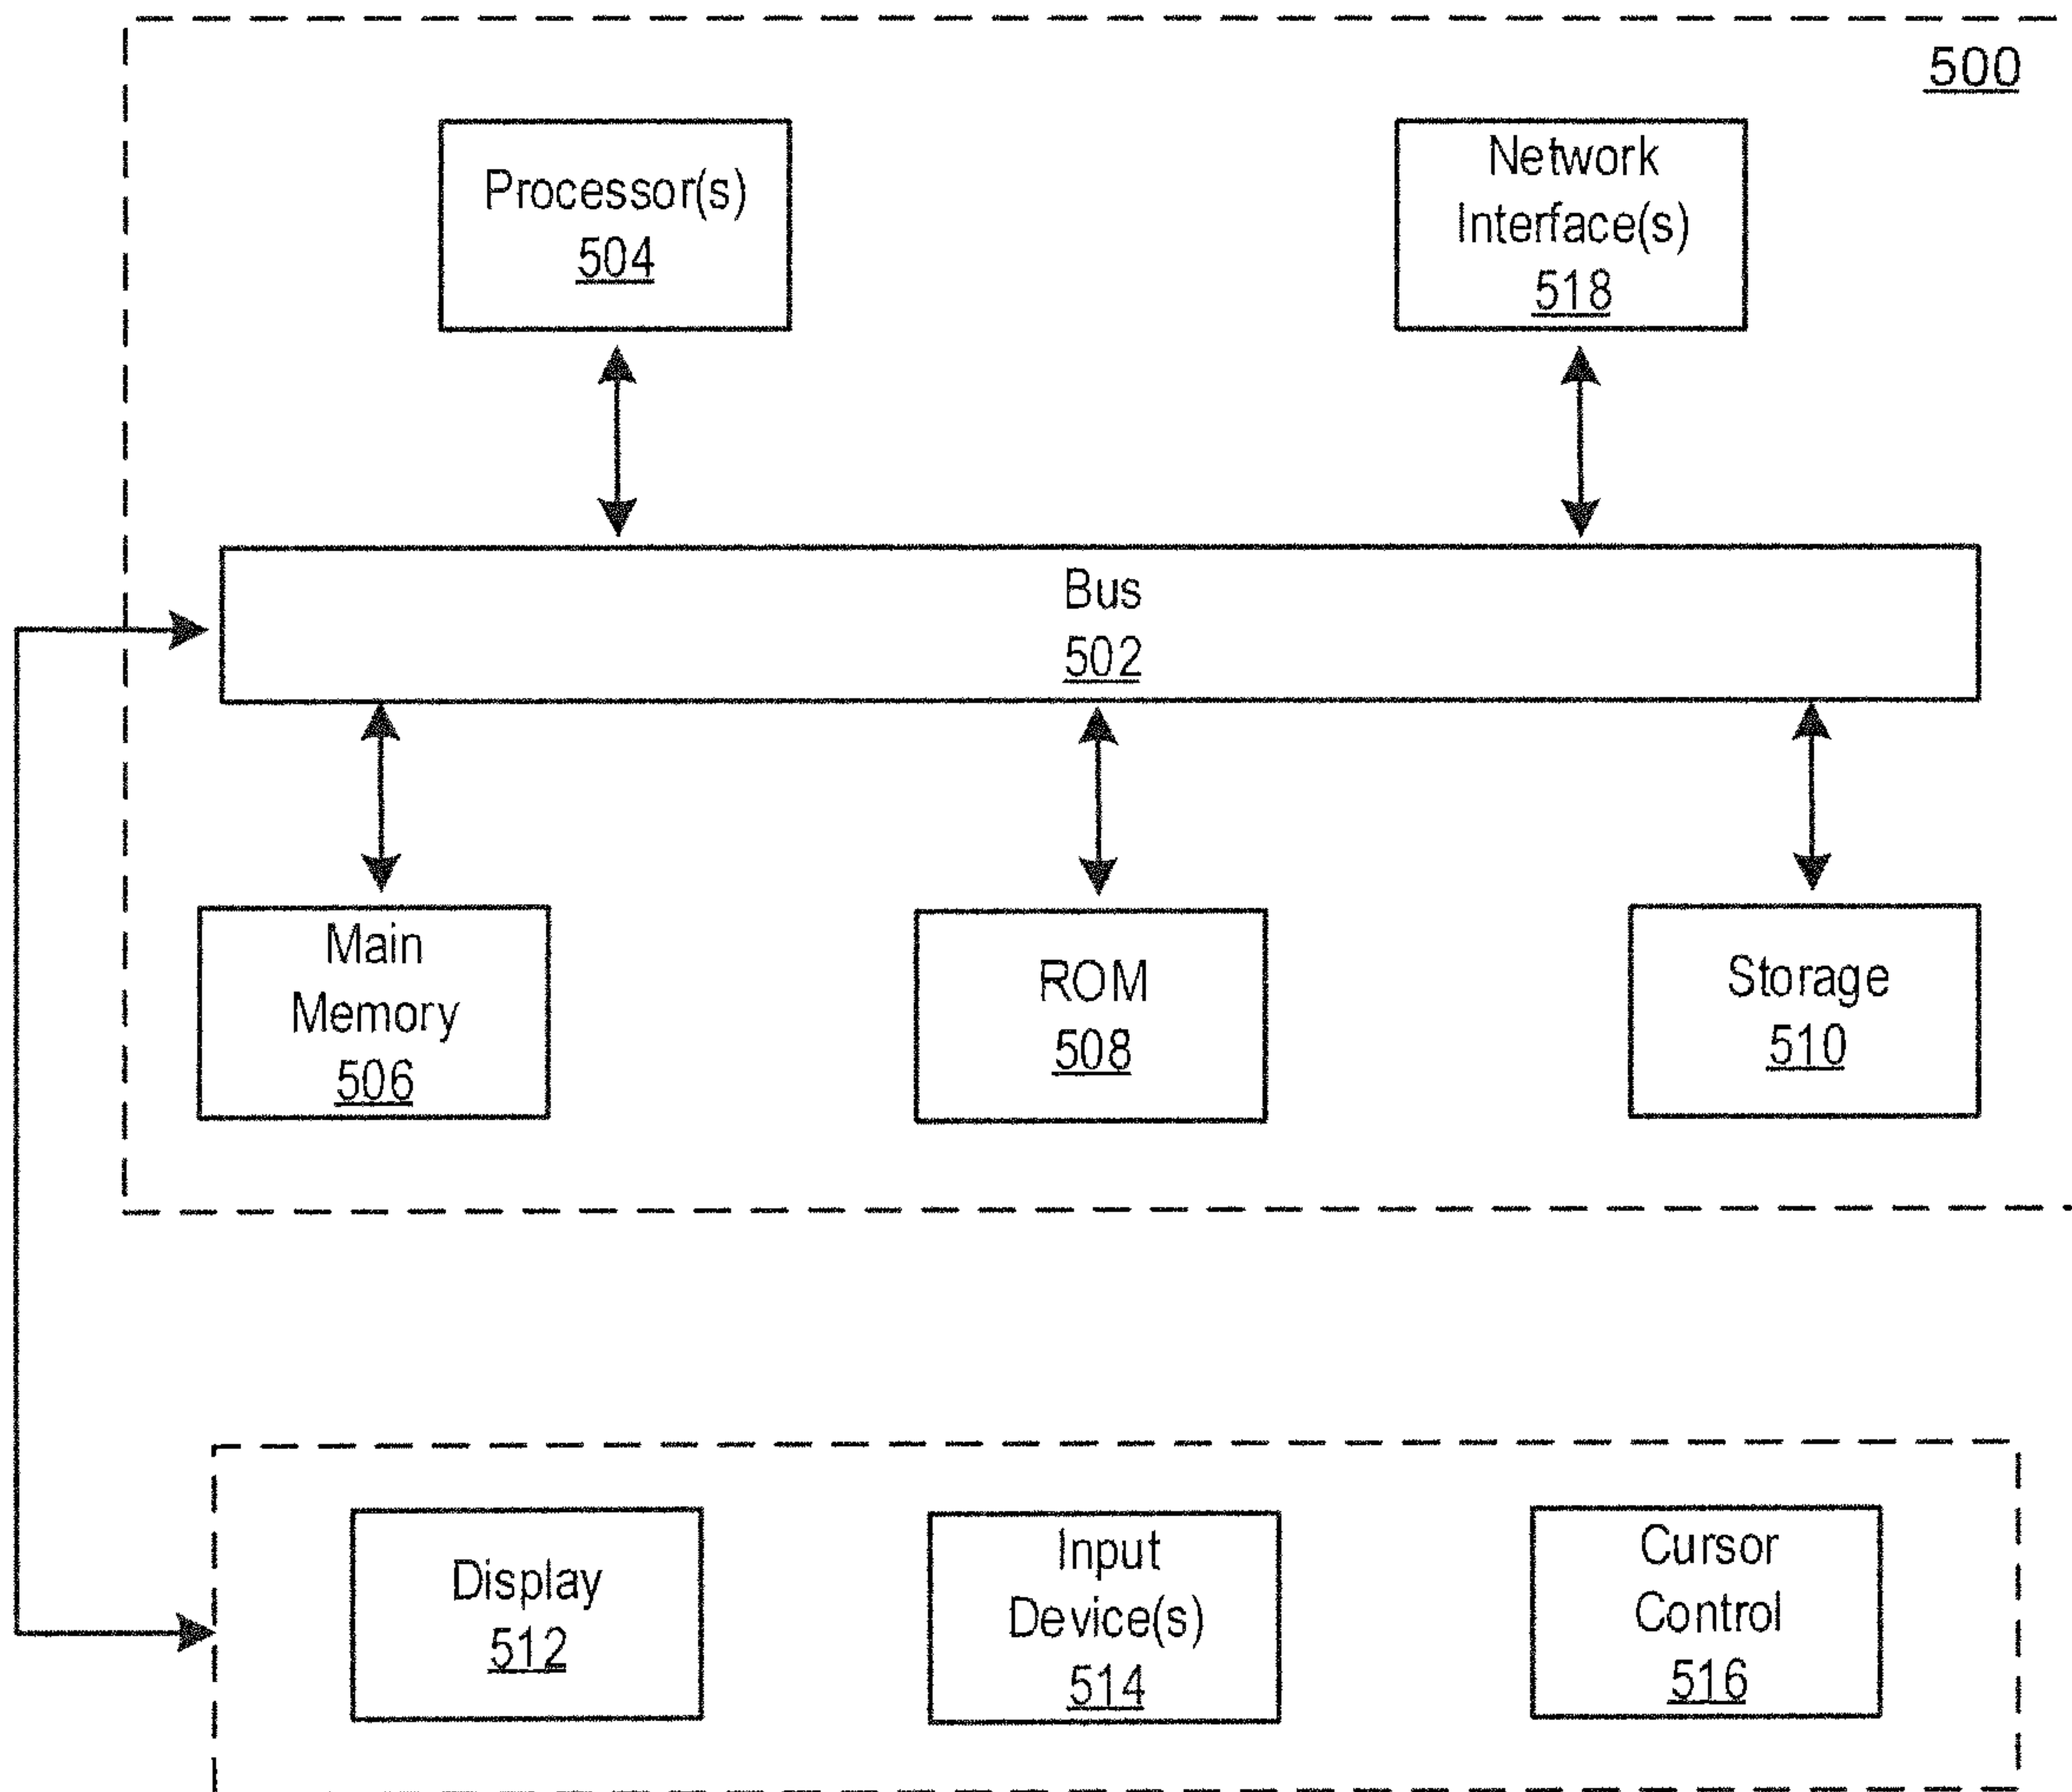 500
Processor(s)
504
Network
Interface(s)
518
Bus
502
Main
Memory
506
ROM
508
Storage
510
Display
512
Input
Device(s)
514
Cursor
Control
516